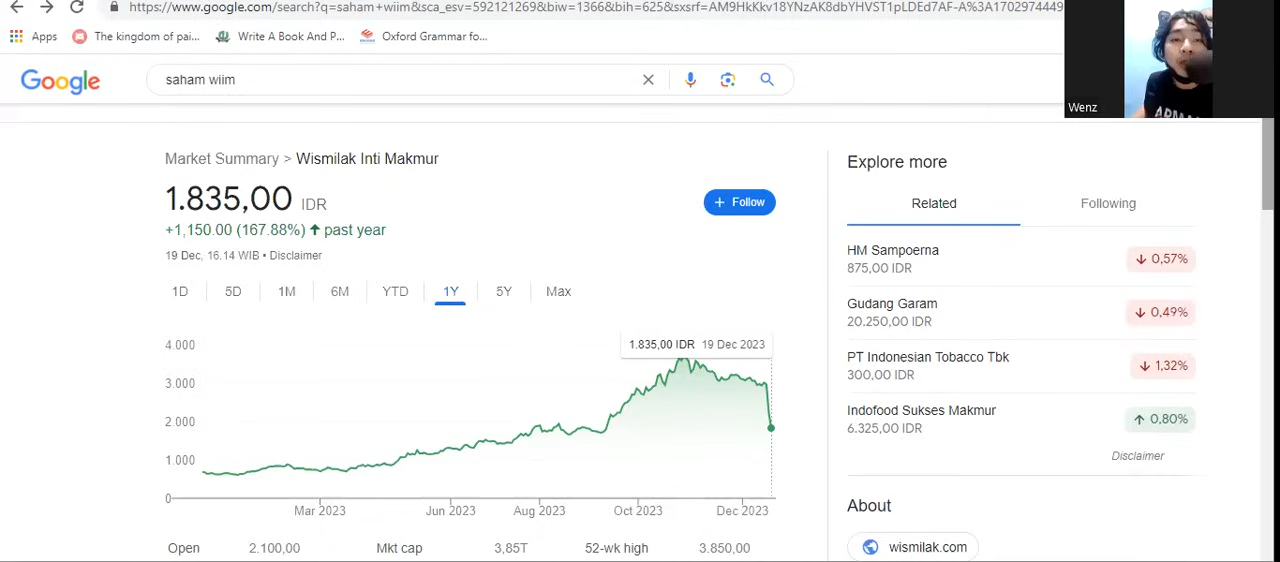 https://www.google.com/search?q=saham+wiim&sca_esv=592121269&biw=1366&bih=625&sxsrf=AM9HkKkv18YNzAK8dbYHVST1pLDEd7AF-A%3A1702974449
Apps The kingdom of pai... Write A Book And P... Oxford Grammar fo...
Google saham wiim
Wenz
ARMA
Market Summary > Wismilak Inti Makmur
1.835,00 IDR
+ Follow
+1,150.00 (167.88%) ↑ past year
19 Dec, 16.14 WIB • Disclaimer
1D 5D 1M 6M YTD 1Y 5Y Max
1.835,00 IDR 19 Dec 2023
4 000
3 000
2 000
1 000
0
Mar 2023 Jun 2023 Aug 2023 Oct 2023 Dec 2023
Open 2.100,00 Mkt cap 3,85T 52-wk high 3.850,00
Explore more
Related Following
HM Sampoerna
875,00 IDR
↓ 0,57%
Gudang Garam
20.250,00 IDR
↓ 0,49%
PT Indonesian Tobacco Tbk
300,00 IDR
↓ 1,32%
Indofood Sukses Makmur
6.325,00 IDR
↑ 0,80%
Disclaimer
About
wismilak.com